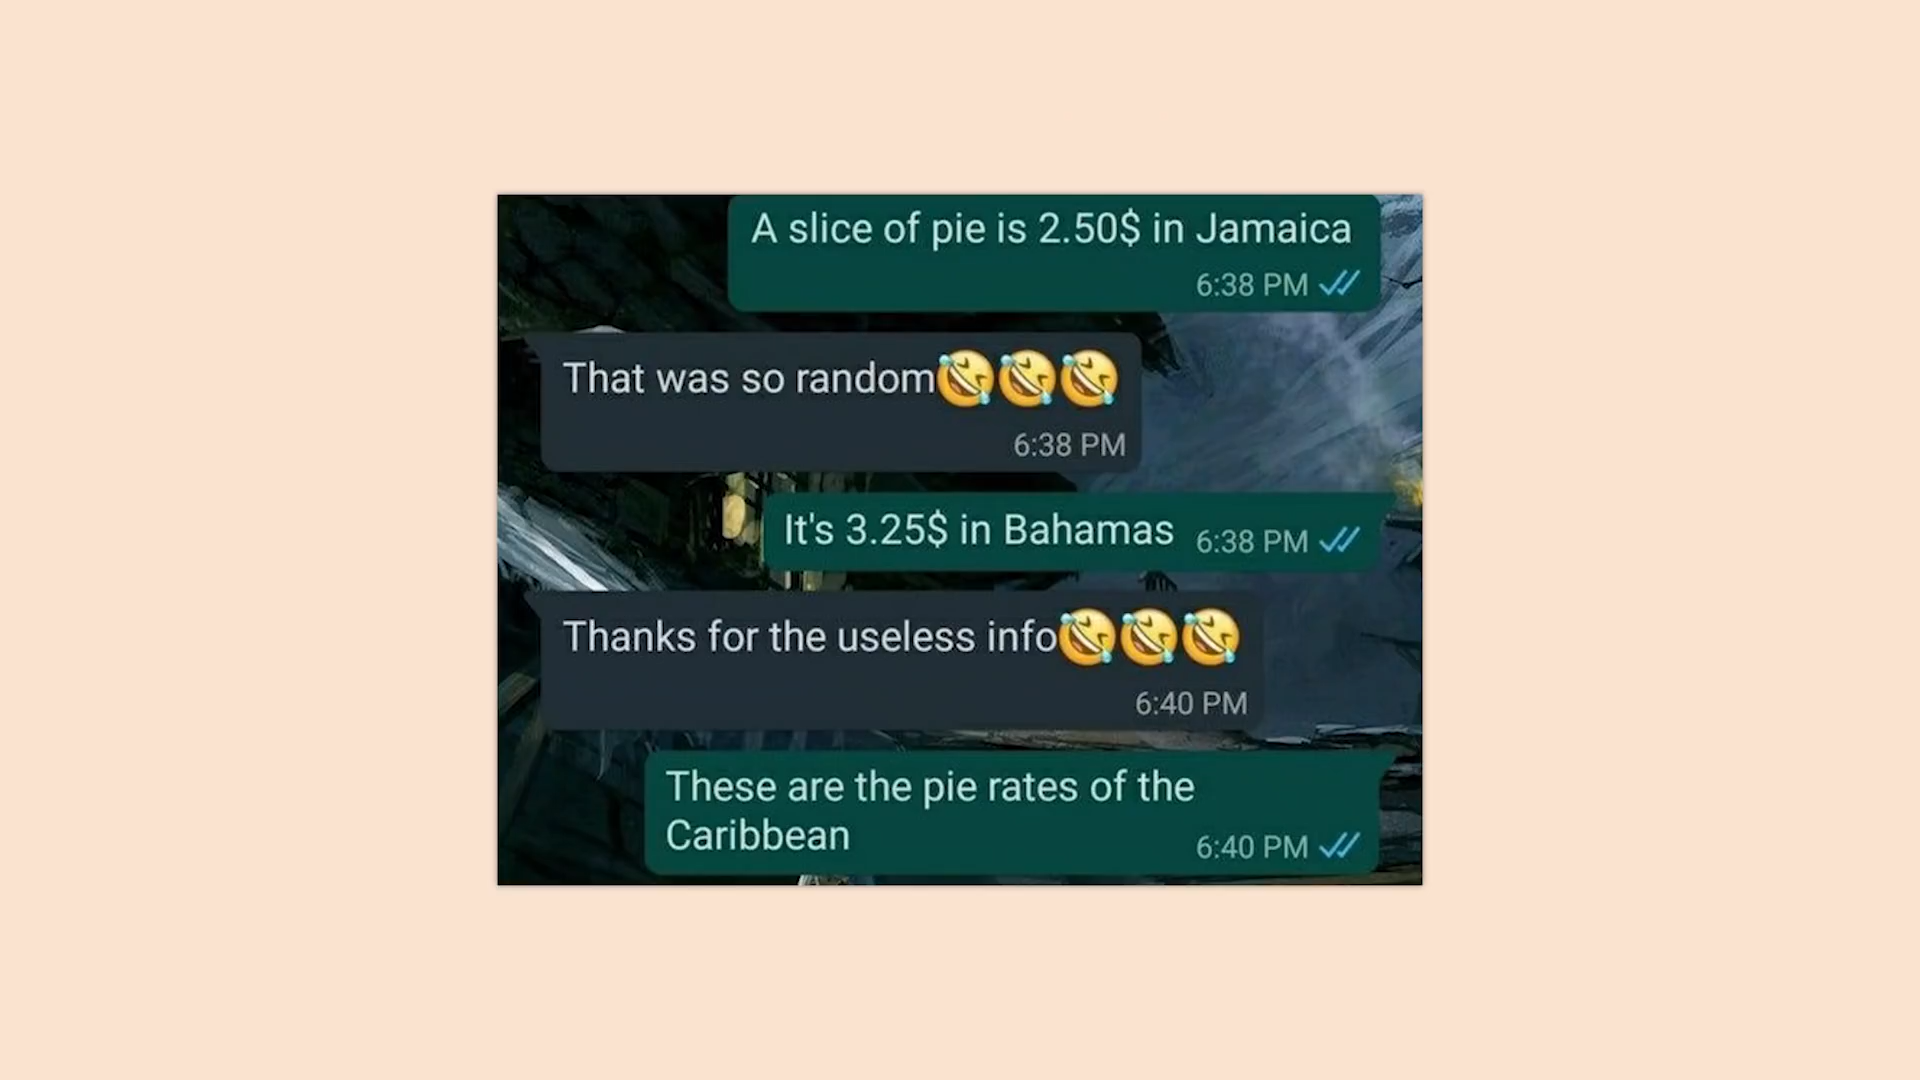 A slice of pie is 2.50$ in Jamaica
6:38 PM
That was so random🤣🤣🤣
6:38 PM
It's 3.25$ in Bahamas 6:38 PM
Thanks for the useless info🤣🤣🤣
6:40 PM
These are the pie rates of the
Caribbean 6:40 PM